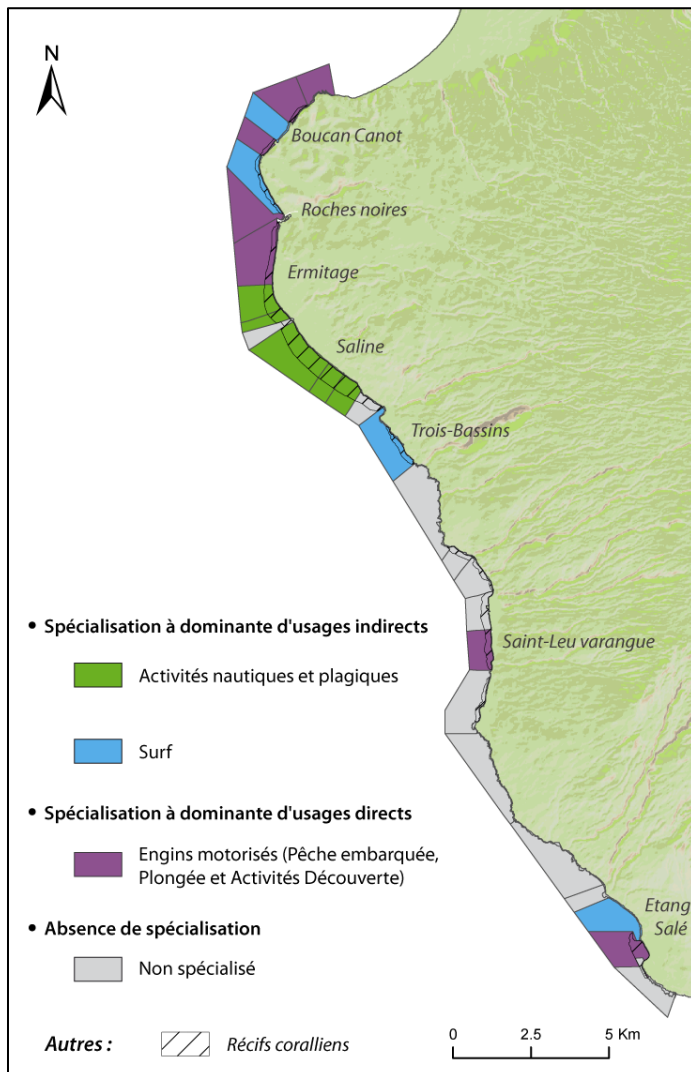 N
Boucan Canot
Roches noires
Ermitage
Saline
Trois-Bassins
Saint-Leu varangue
Etang
Salé
• Spécialisation à dominante d'usages indirects
Activités nautiques et plagiques
Surf
• Spécialisation à dominante d'usages directs
Engins motorisés (Pêche embarquée,
Plongée et Activités Découverte)
• Absence de spécialisation
Non spécialisé
Autres : Récifs coralliens
0 2.5 5 Km